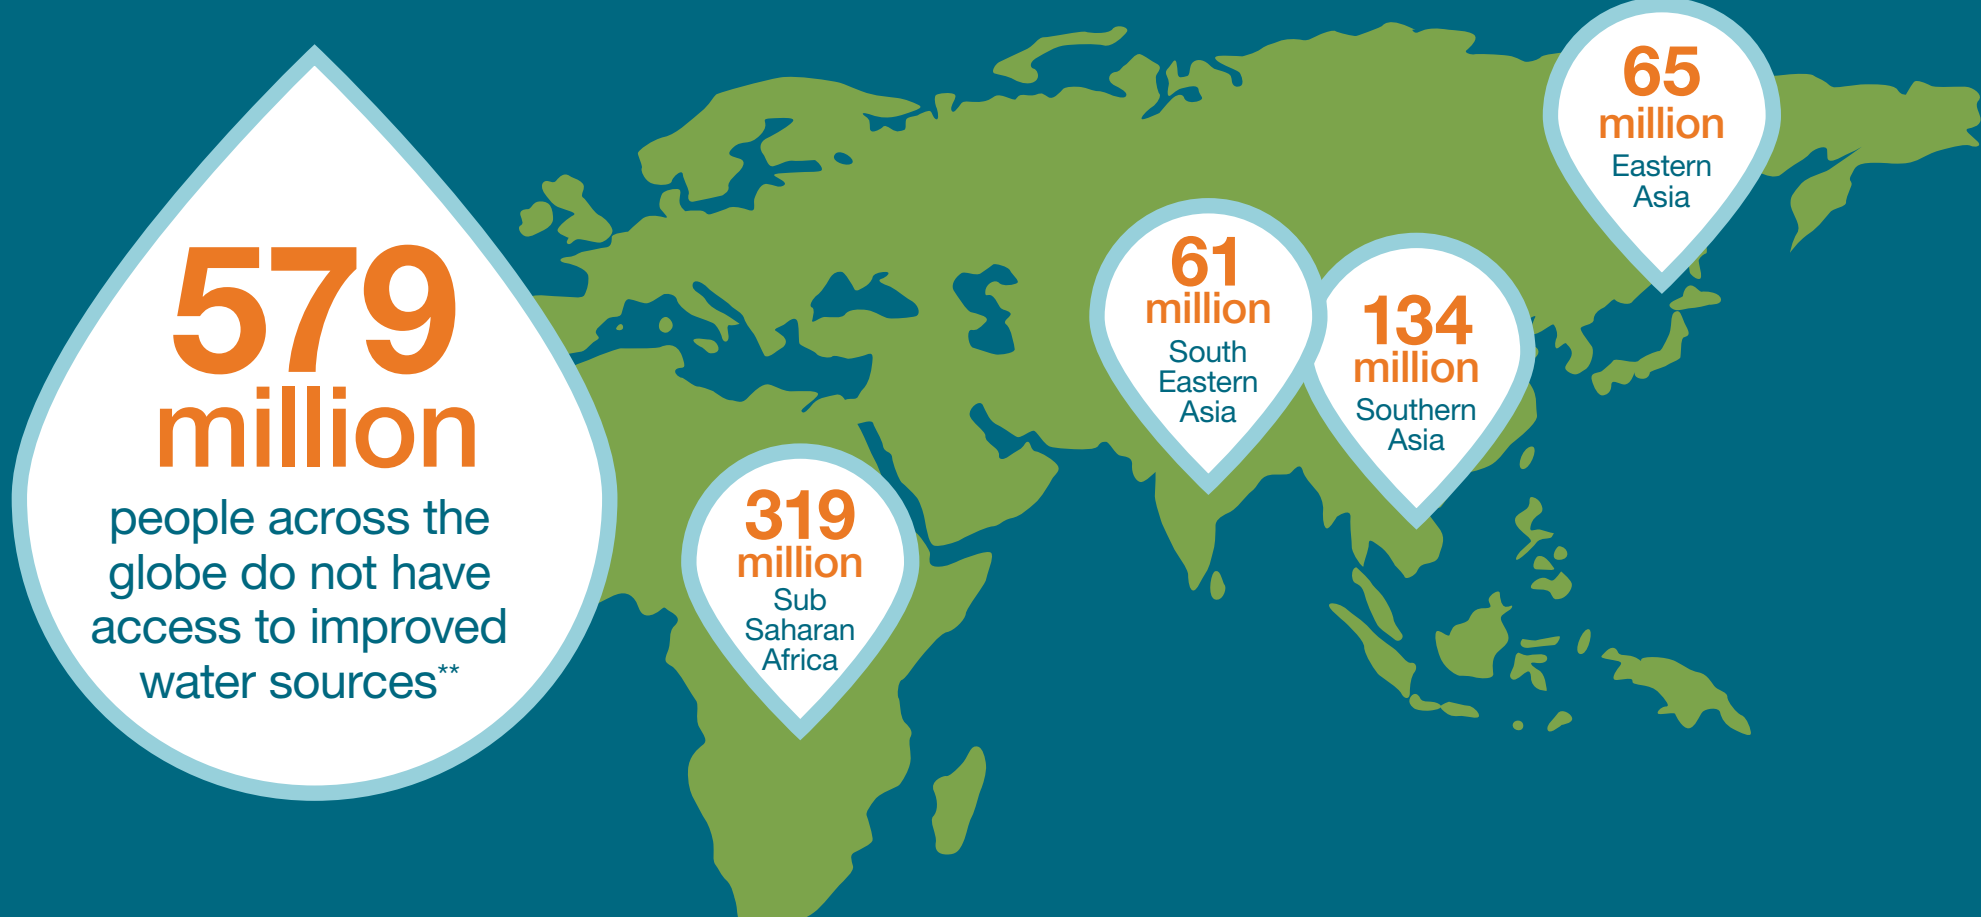 579
million
people across the
globe do not have
access to improved
water sources**
319
million
Sub
Saharan
Africa
61
million
South
Eastern
Asia
134
million
Southern
Asia
65
million
Eastern
Asia